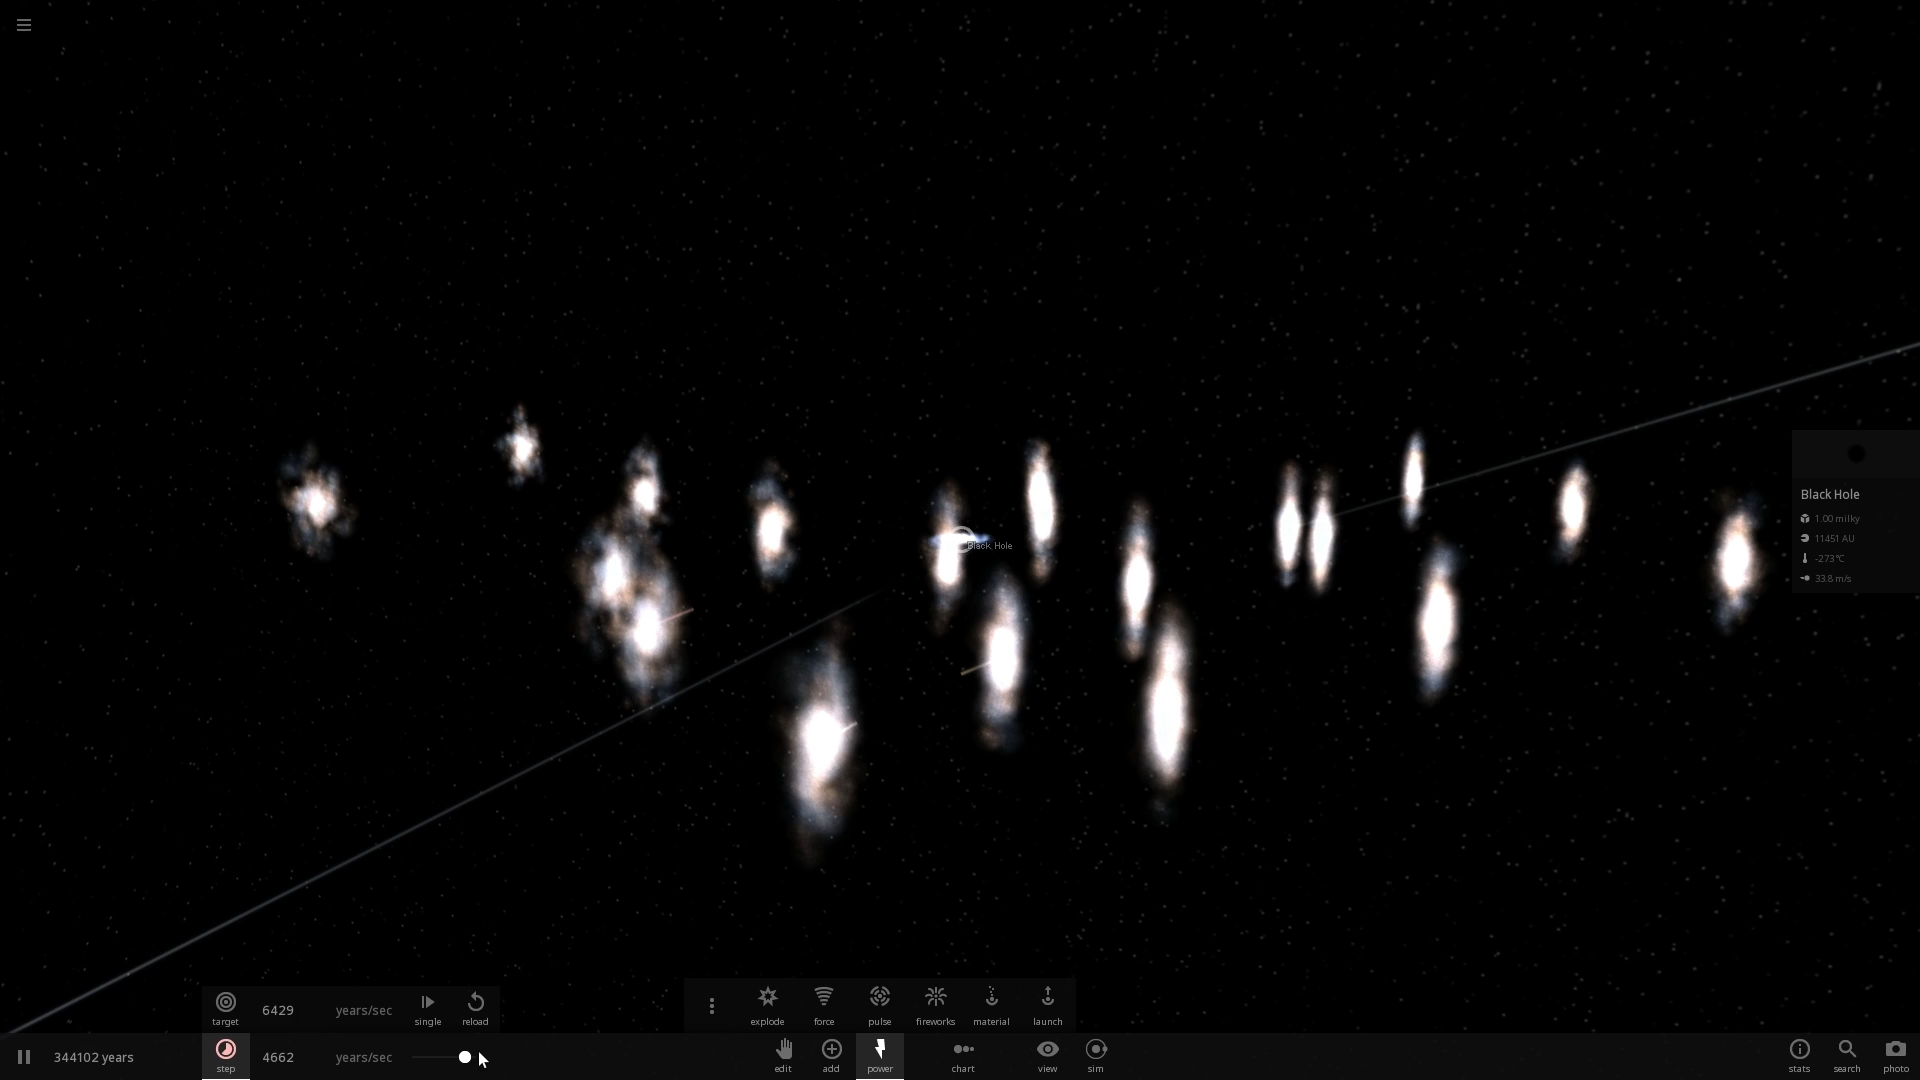 Black Hole
Black Hole
1.00 milky
11451 AU
-273°C
33.8 m/s
6429 years/sec
target
single
reload
explode
force
pulse
fireworks
material
launch
344102 years
step
4662 years/sec
edit
add
power
chart
view
sim
stats
search
photo